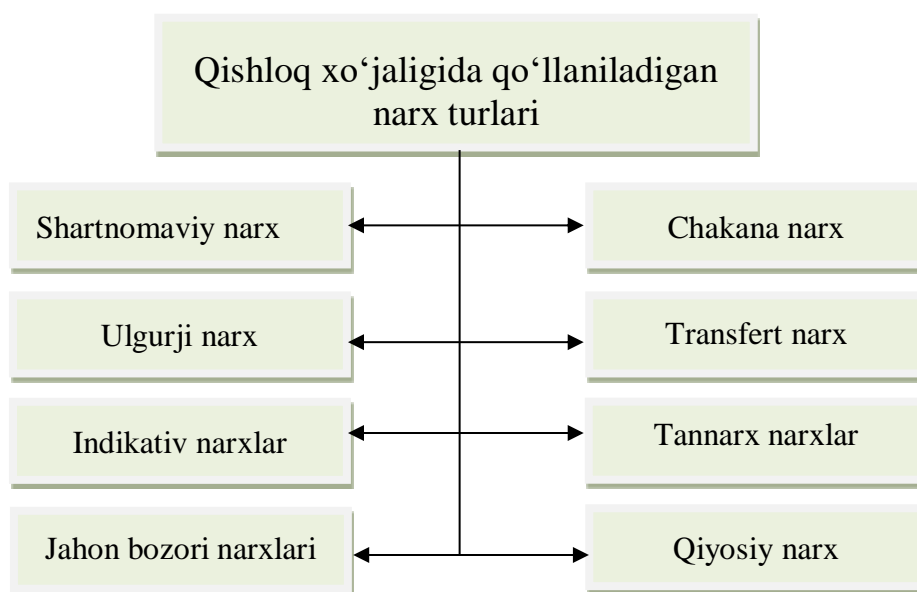 Qishloq xo‘jaligida qo‘llaniladigan
narx turlari
Shartnomaviy narx
Chakana narx
Ulgurji narx
Transfert narx
Indikativ narxlar
Tannarx narxlar
Jahon bozori narxlari
Qiyosiy narx